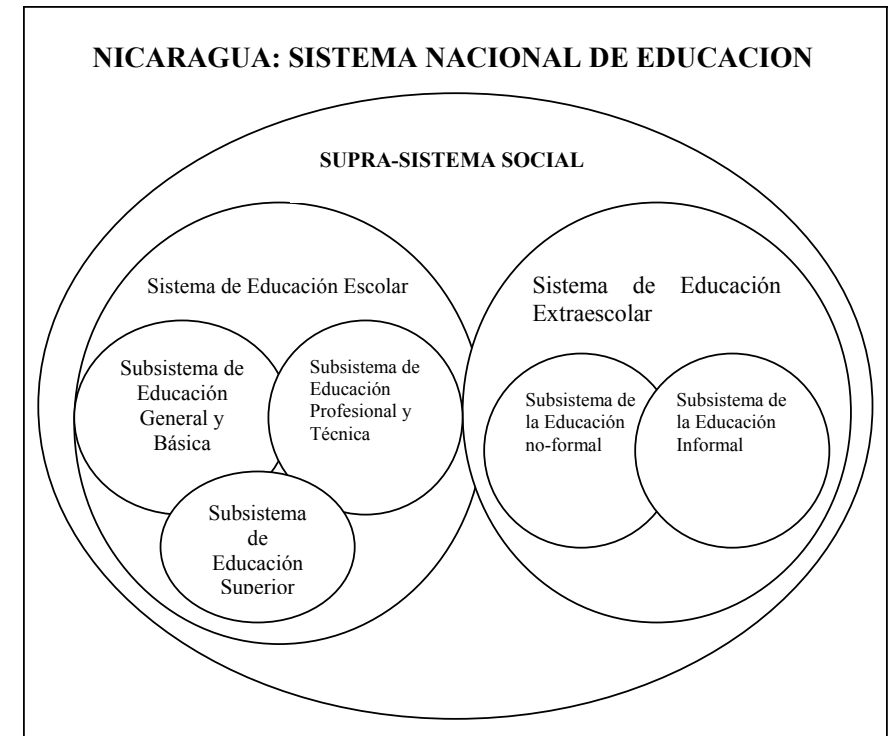 NICARAGUA: SISTEMA NACIONAL DE EDUCACION
SUPRA-SISTEMA SOCIAL
Sistema de Educación Escolar
Subsistema de
Educación
General y
Básica
Subsistema de
Educación
Profesional y
Técnica
Subsistema
de
Educación
Superior
Sistema de Educación
Extraescolar
Subsistema de
la Educación
no-formal
Subsistema de
la Educación
Informal